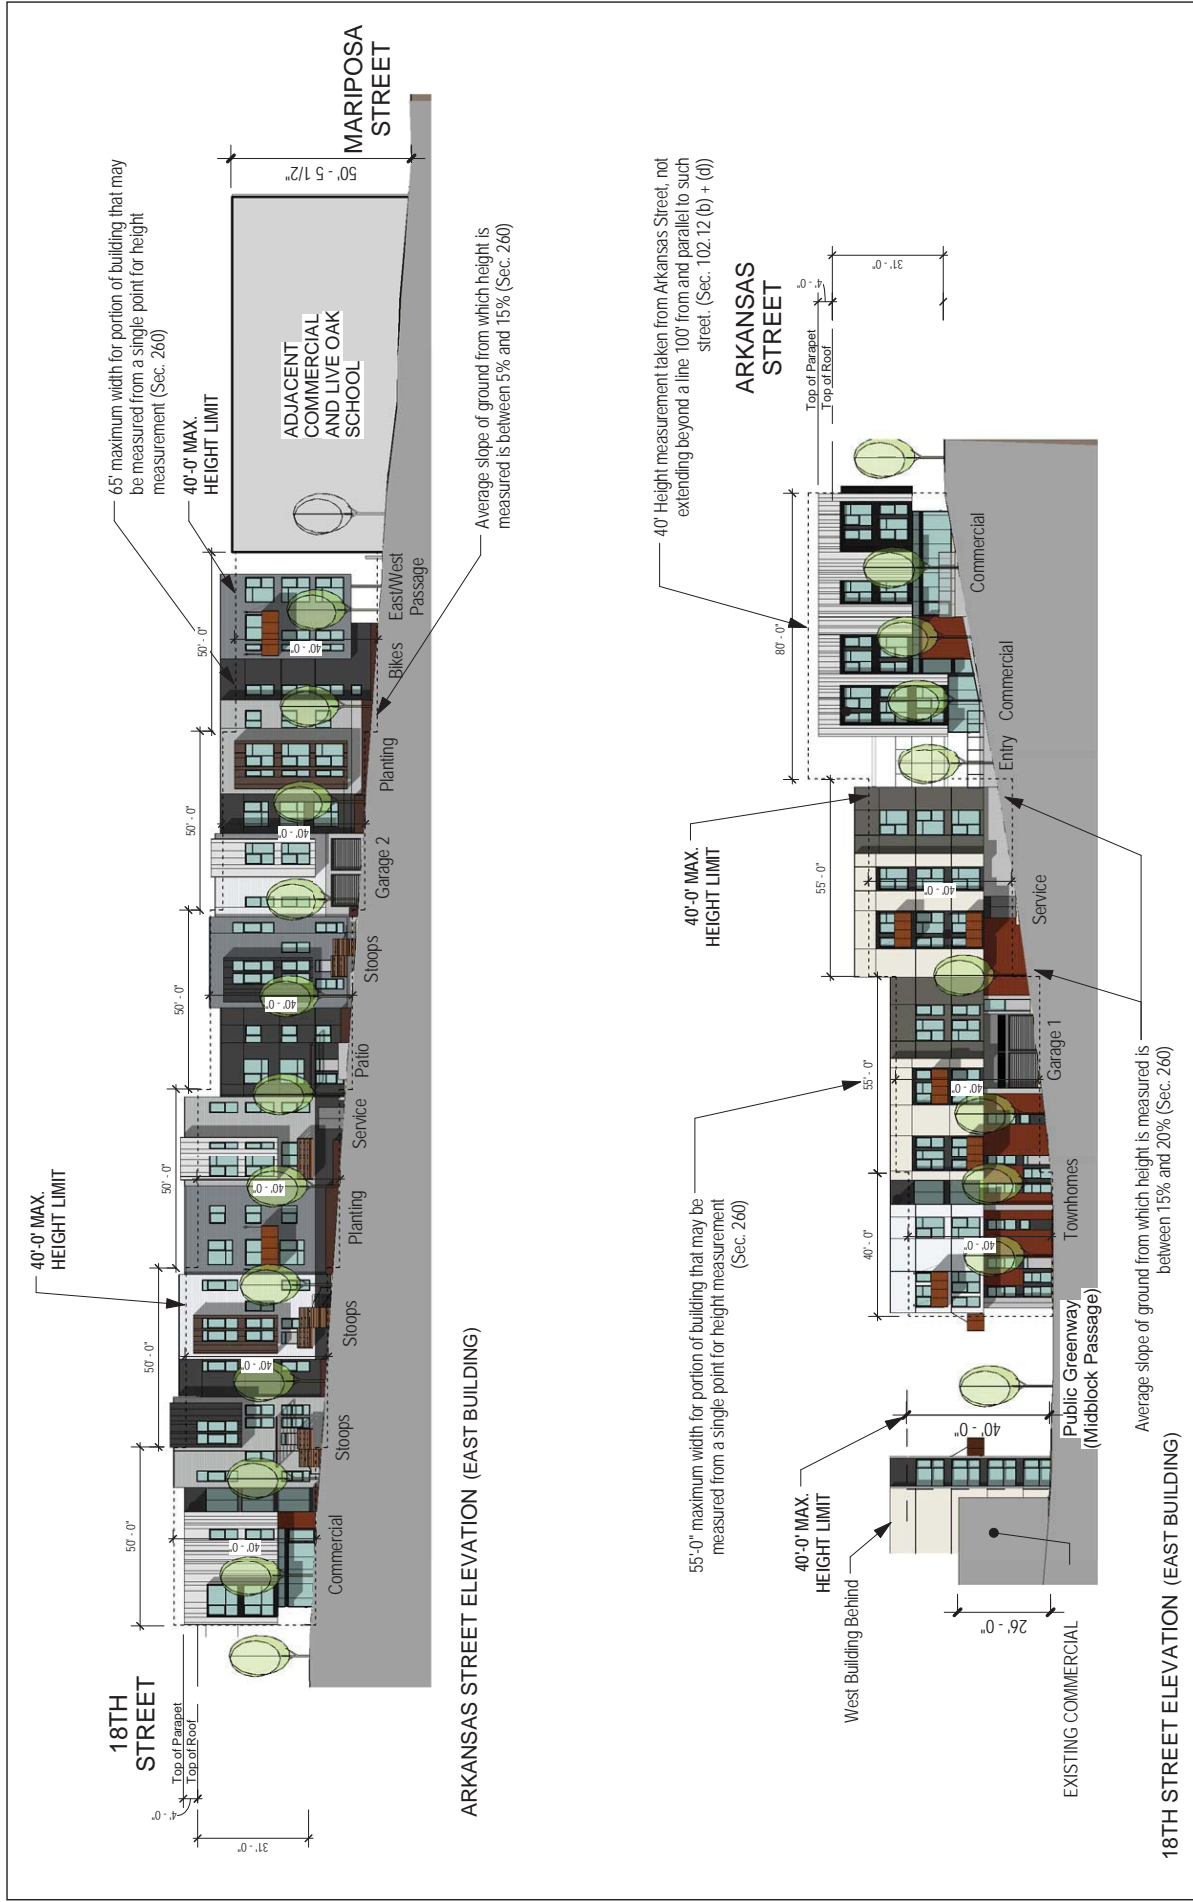 MARIPOSA
STREET
50' - 5 1/2"
65' maximum width for portion of building that may
be measured from a single point for height
measurement (Sec. 260)
40'-0' MAX.
HEIGHT LIMIT
ADJACENT
COMMERCIAL
AND LIVE OAK
SCHOOL
Average slope of ground from which height is
measured is between 5% and 15% (Sec. 260)
40'-0' MAX.
HEIGHT LIMIT
50' - 0"
50' - 0"
50' - 0"
50' - 0"
50' - 0"
50' - 0"
40' - 0"
40' - 0"
40' - 0"
40' - 0"
40' - 0"
40' - 0"
18TH
STREET
Top of Parapet
Top of Roof
4' - 0"
31' - 0"
Commercial
Stoops
Stoops
Planting
Service
Patio
Stoops
Garage 2
Planting
Bikes
East/West
Passage
ARKANSAS STREET ELEVATION (EAST BUILDING)
40' Height measurement taken from Arkansas Street, not
extending beyond a line 100' from and parallel to such
street. (Sec. 102.12 (b) + (d))
ARKANSAS
STREET
Top of Parapet
Top of Roof
4' - 0"
31' - 0"
80' - 0"
40'-0' MAX.
HEIGHT LIMIT
55' - 0"
55' - 0"
40' - 0"
40' - 0"
40' - 0"
40' - 0"
55'-0" maximum width for portion of building that may be
measured from a single point for height measurement
(Sec. 260)
40'-0' MAX.
HEIGHT LIMIT
40' - 0"
West Building Behind
26' - 0"
EXISTING COMMERCIAL
Public Greenway
(Midblock Passage)
Townhomes
Garage 1
Service
Entry
Commercial
Commercial
Average slope of ground from which height is measured is
between 15% and 20% (Sec. 260)
18TH STREET ELEVATION (EAST BUILDING)